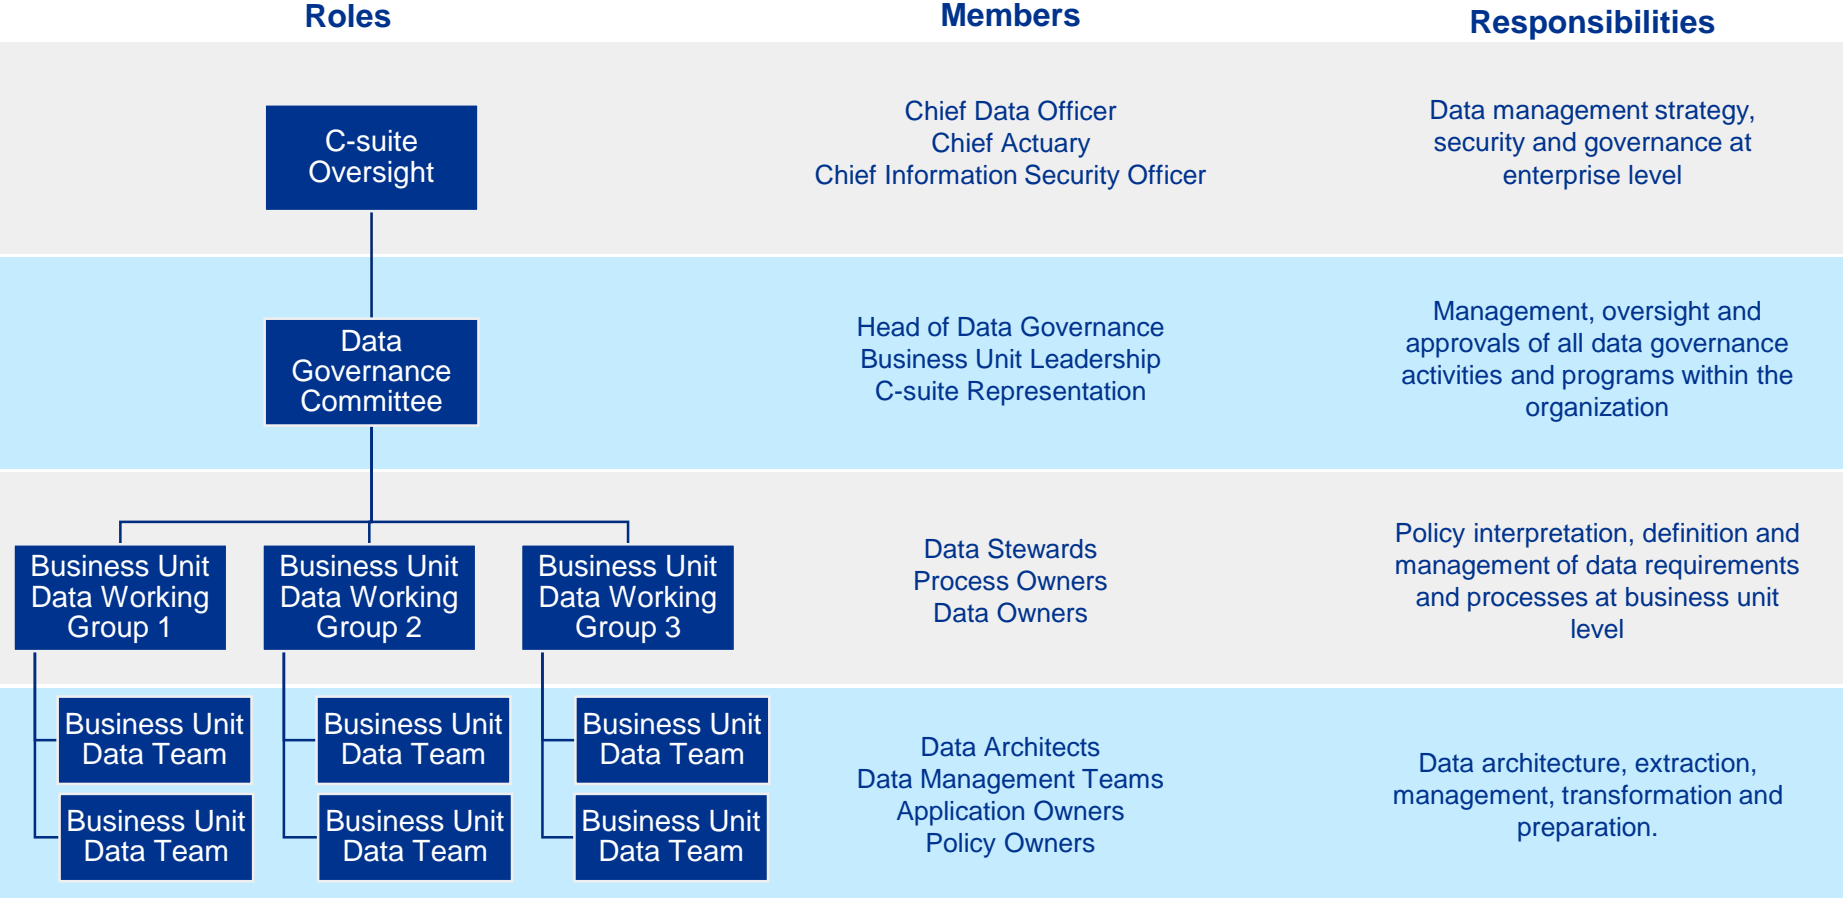 Roles
Members
Responsibilities
C-suite
Oversight
Chief Data Officer
Chief Actuary
Chief Information Security Officer
Data management strategy,
security and governance at
enterprise level
Data
Governance
Committee
Head of Data Governance
Business Unit Leadership
C-suite Representation
Management, oversight and
approvals of all data governance
activities and programs within the
organization
Business Unit
Data Working
Group 1
Business Unit
Data Working
Group 2
Business Unit
Data Working
Group 3
Data Stewards
Process Owners
Data Owners
Policy interpretation, definition and
management of data requirements
and processes at business unit
level
Business Unit
Data Team
Business Unit
Data Team
Business Unit
Data Team
Business Unit
Data Team
Business Unit
Data Team
Business Unit
Data Team
Data Architects
Data Management Teams
Application Owners
Policy Owners
Data architecture, extraction,
management, transformation and
preparation.